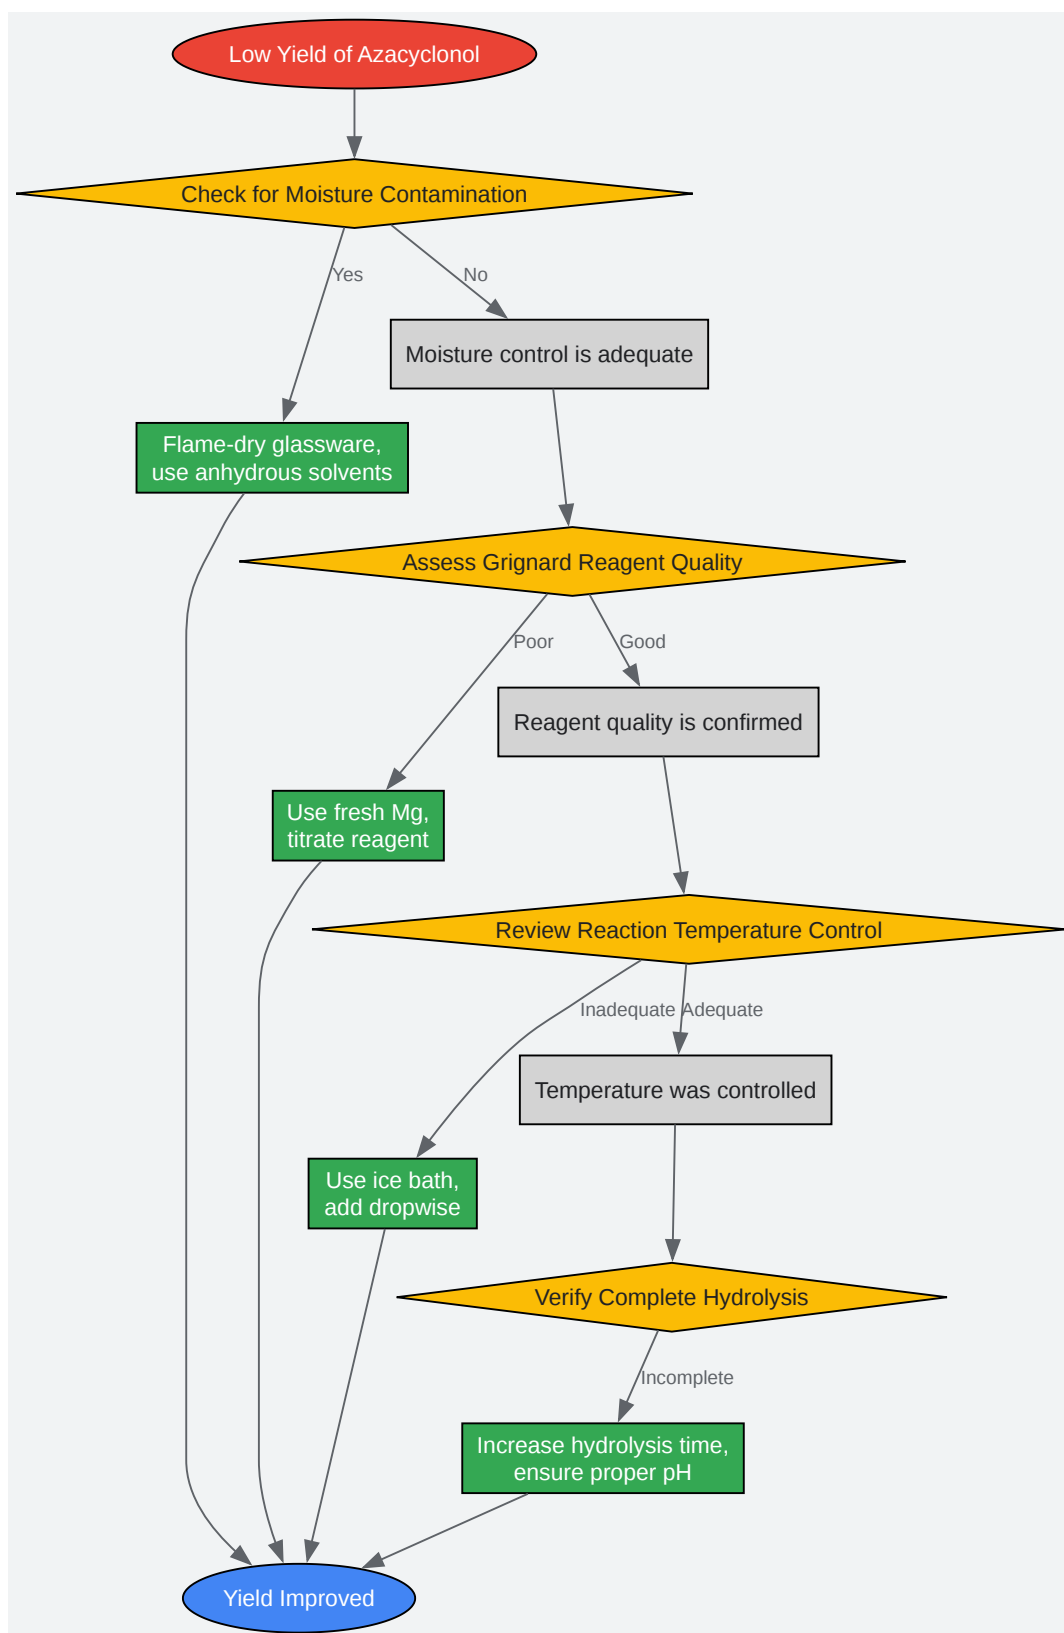 Low Yield of Azacyclonol
Check for Moisture Contamination
Yes
No
Moisture control is adequate
Flame-dry glassware,
use anhydrous solvents
Assess Grignard Reagent Quality
Poor
Good
Reagent quality is confirmed
Use fresh Mg,
titrate reagent
Review Reaction Temperature Control
Inadequate
Adequate
Temperature was controlled
Use ice bath,
add dropwise
Verify Complete Hydrolysis
Incomplete
Increase hydrolysis time,
ensure proper pH
Yield Improved